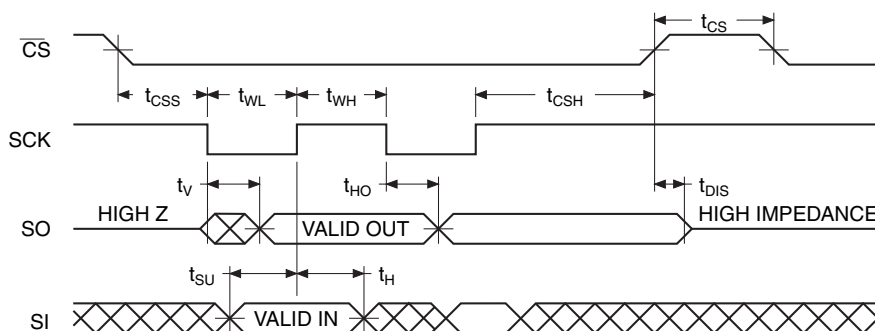 t_CS
C̅S̅
t_CSS t_WL t_WH t_CSH
SCK
t_V t_HO t_DIS
HIGH Z HIGH IMPEDANCE
SO VALID OUT
t_SU t_H
SI VALID IN